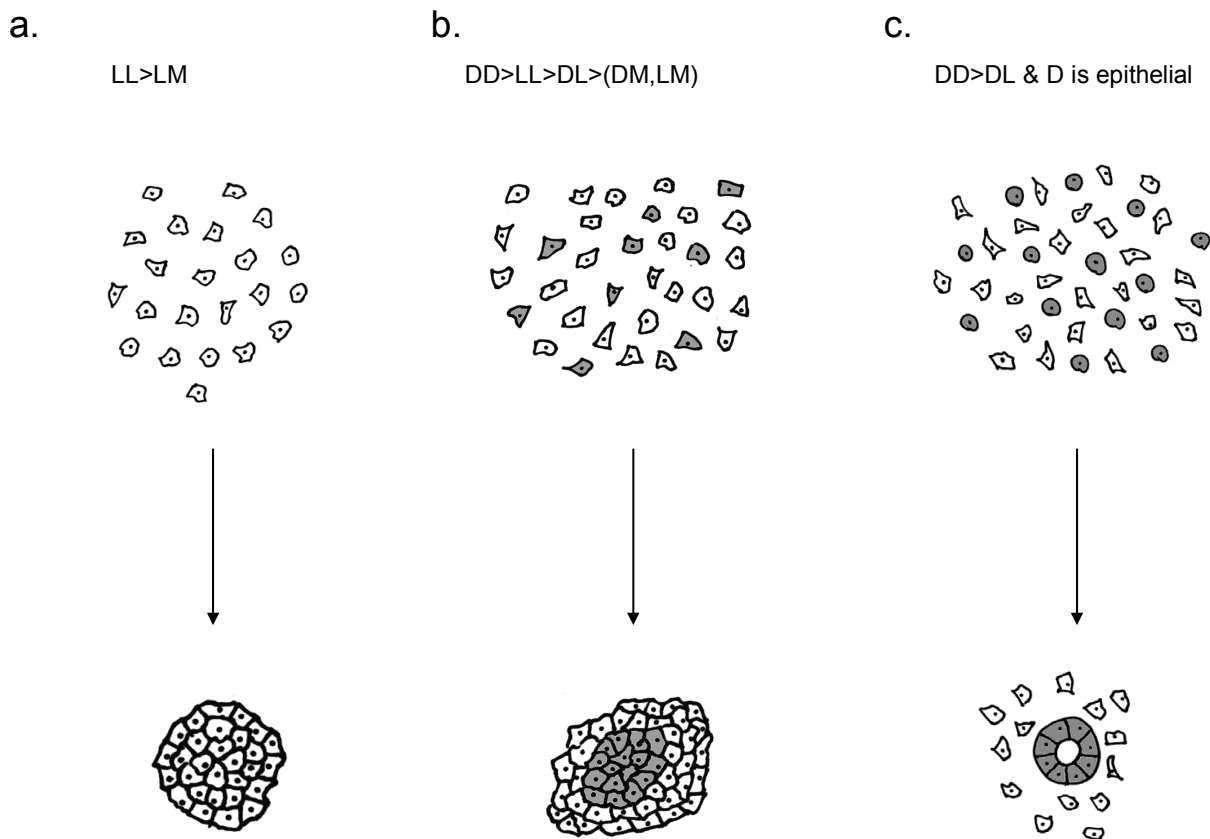 a.
LL>LM
b.
DD>LL>DL>(DM,LM)
c.
DD>DL & D is epithelial